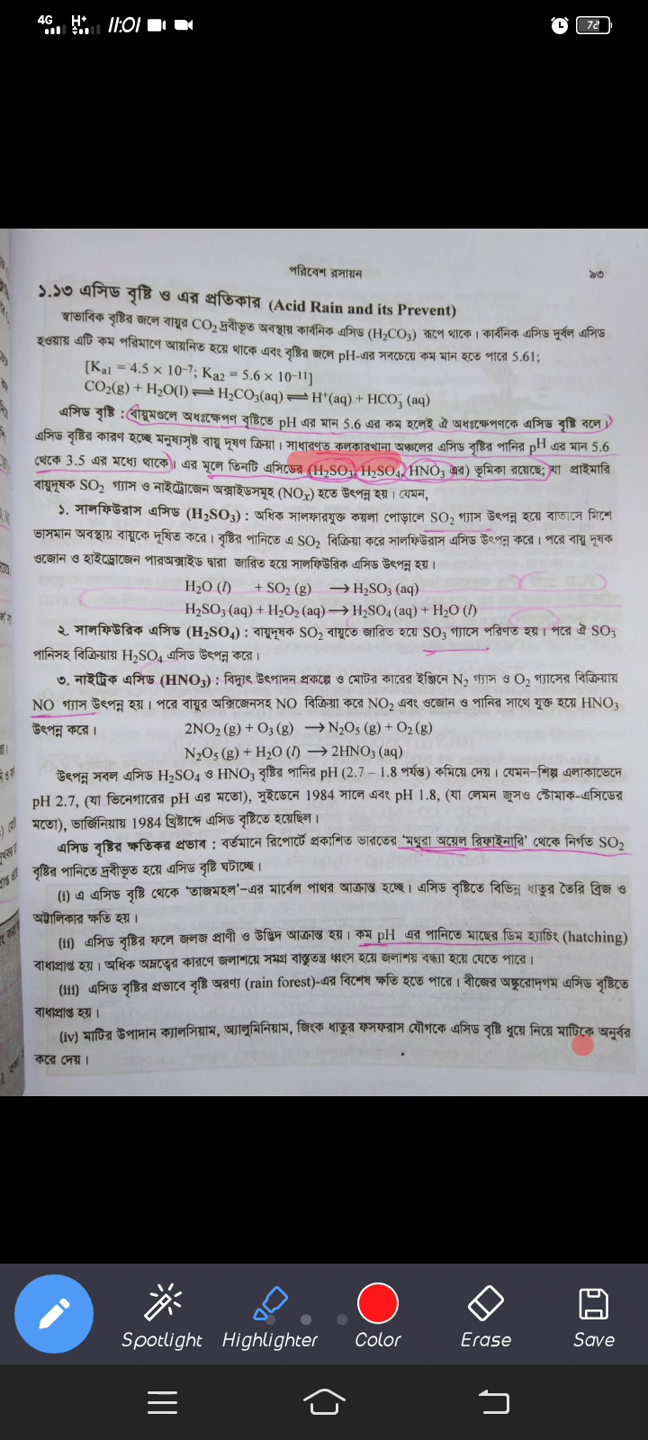 4G H+ 11:01 72
পরিবেশ রসায়ন ৯৩
১.১৩ এসিড বৃষ্টি ও এর প্রতিকার (Acid Rain and its Prevent)
স্বাভাবিক বৃষ্টির জলে বায়ুর CO₂ দ্রবীভূত অবস্থায় কার্বনিক এসিড (H₂CO₃) রূপে থাকে। কার্বনিক এসিড দুর্বল এসিড
হওয়ায় এটি কম পরিমাণে আয়নিত হয়ে থাকে এবং বৃষ্টির জলে pH-এর সবচেয়ে কম মান হতে পারে 5.61;
[Kₐ₁ = 4.5 × 10⁻⁷; Kₐ₂ = 5.6 × 10⁻¹¹]
CO₂(g) + H₂O(l) ⇌ H₂CO₃(aq) ⇌ H⁺(aq) + HCO₃⁻ (aq)
এসিড বৃষ্টি : বায়ুমণ্ডলে অধঃক্ষেপণ বৃষ্টিতে pH এর মান 5.6 এর কম হলেই ঐ অধঃক্ষেপণকে এসিড বৃষ্টি বলে।
এসিড বৃষ্টির কারণ হচ্ছে মনুষ্যসৃষ্ট বায়ু দূষণ ক্রিয়া। সাধারণত কলকারখানা অঞ্চলের এসিড বৃষ্টির পানির pH এর মান 5.6
থেকে 3.5 এর মধ্যে থাকে। এর মূলে তিনটি এসিডের (H₂SO₃, H₂SO₄, HNO₃ এর) ভূমিকা রয়েছে; যা প্রাইমারি
বায়ুদূষক SO₂ গ্যাস ও নাইট্রোজেন অক্সাইডসমূহ (NOₓ) হতে উৎপন্ন হয়। যেমন,
১. সালফিউরাস এসিড (H₂SO₃) : অধিক সালফারযুক্ত কয়লা পোড়ালে SO₂ গ্যাস উৎপন্ন হয়ে বাতাসে মিশে
ভাসমান অবস্থায় বায়ুকে দূষিত করে। বৃষ্টির পানিতে এ SO₂ বিক্রিয়া করে সালফিউরাস এসিড উৎপন্ন করে। পরে বায়ু দূষক
ওজোন ও হাইড্রোজেন পারঅক্সাইড দ্বারা জারিত হয়ে সালফিউরিক এসিড উৎপন্ন হয়।
H₂O (l) + SO₂ (g) → H₂SO₃ (aq)
H₂SO₃ (aq) + H₂O₂ (aq) → H₂SO₄ (aq) + H₂O (l)
২. সালফিউরিক এসিড (H₂SO₄) : বায়ুদূষক SO₂ বায়ুতে জারিত হয়ে SO₃ গ্যাসে পরিণত হয়। পরে ঐ SO₃
পানিসহ বিক্রিয়ায় H₂SO₄ এসিড উৎপন্ন করে।
৩. নাইট্রিক এসিড (HNO₃) : বিদ্যুৎ উৎপাদন প্রকল্পে ও মোটর কারের ইঞ্জিনে N₂ গ্যাস ও O₂ গ্যাসের বিক্রিয়ায়
NO গ্যাস উৎপন্ন হয়। পরে বায়ুর অক্সিজেনসহ NO বিক্রিয়া করে NO₂ এবং ওজোন ও পানির সাথে যুক্ত হয়ে HNO₃
উৎপন্ন করে। 2NO₂ (g) + O₃ (g) → N₂O₅ (g) + O₂ (g)
N₂O₅ (g) + H₂O (l) → 2HNO₃ (aq)
উৎপন্ন সবল এসিড H₂SO₄ ও HNO₃ বৃষ্টির পানির pH (2.7 – 1.8 পর্যন্ত) কমিয়ে দেয়। যেমন-শিল্প এলাকাভেদে
pH 2.7, (যা ভিনেগারের pH এর মতো), সুইডেনে 1984 সালে এবং pH 1.8, (যা লেমন জুসও স্টোমাক-এসিডের
মতো), ভার্জিনিয়ায় 1984 খ্রিষ্টাব্দে এসিড বৃষ্টিতে হয়েছিল।
এসিড বৃষ্টির ক্ষতিকর প্রভাব : বর্তমানে রিপোর্টে প্রকাশিত ভারতের ‘মথুরা অয়েল রিফাইনারি’ থেকে নির্গত SO₂
বৃষ্টির পানিতে দ্রবীভূত হয়ে এসিড বৃষ্টি ঘটাচ্ছে।
(i) এ এসিড বৃষ্টি থেকে ‘তাজমহল’-এর মার্বেল পাথর আক্রান্ত হচ্ছে। এসিড বৃষ্টিতে বিভিন্ন ধাতুর তৈরি ব্রিজ ও
অট্টালিকার ক্ষতি হয়।
(ii) এসিড বৃষ্টির ফলে জলজ প্রাণী ও উদ্ভিদ আক্রান্ত হয়। কম pH এর পানিতে মাছের ডিম হ্যাচিং (hatching)
বাধাপ্রাপ্ত হয়। অধিক অম্লত্বের কারণে জলাশয়ে সমগ্র বাস্তুতন্ত্র ধ্বংস হয়ে জলাশয় বন্ধ্যা হয়ে যেতে পারে।
(iii) এসিড বৃষ্টির প্রভাবে বৃষ্টি অরণ্য (rain forest)-এর বিশেষ ক্ষতি হতে পারে। বীজের অঙ্কুরোদ্গম এসিড বৃষ্টিতে
বাধাপ্রাপ্ত হয়।
(iv) মাটির উপাদান ক্যালসিয়াম, অ্যালুমিনিয়াম, জিংক ধাতুর ফসফরাস যৌগকে এসিড বৃষ্টি ধুয়ে নিয়ে মাটিকে অনুর্বর
করে দেয়।
Spotlight Highlighter Color Erase Save